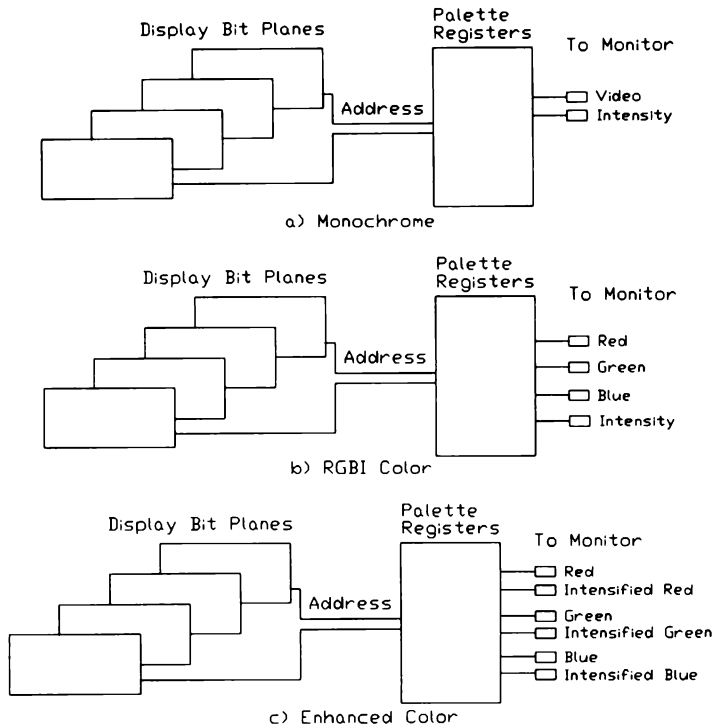 Display Bit Planes
Palette
Registers
To Monitor
Address
Video
Intensity
a) Monochrome
Display Bit Planes
Palette
Registers
To Monitor
Address
Red
Green
Blue
Intensity
b) RGBI Color
Display Bit Planes
Palette
Registers
To Monitor
Address
Red
Intensified Red
Green
Intensified Green
Blue
Intensified Blue
c) Enhanced Color